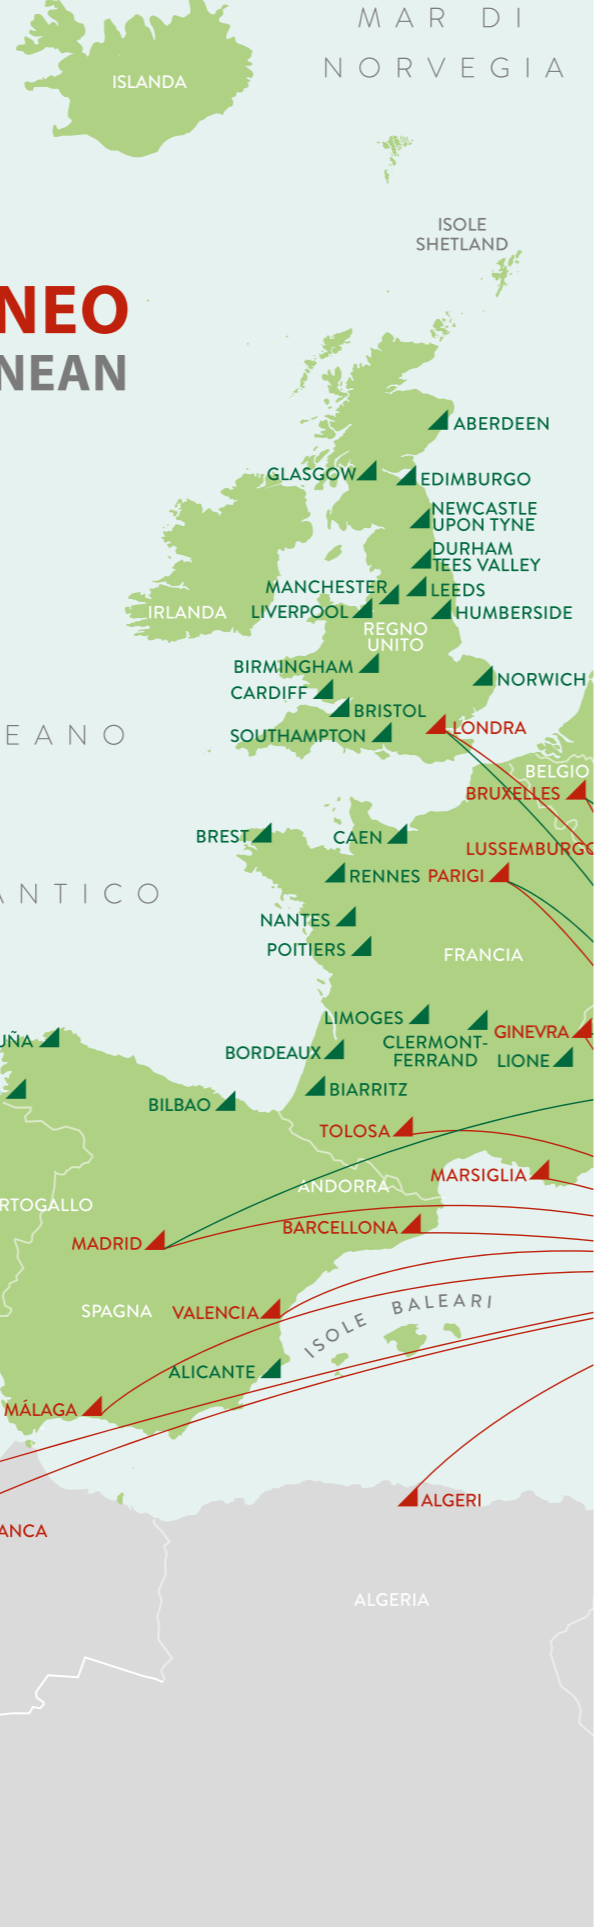 MAR DI
NORVEGIA
ISLANDA
ISOLE
SHETLAND
NEO
NEAN
ABERDEEN
GLASGOW
EDIMBURGO
NEWCASTLE
UPON TYNE
DURHAM
TEES VALLEY
MANCHESTER
LEEDS
LIVERPOOL
HUMBERSIDE
IRLANDA
REGNO
UNITO
BIRMINGHAM
NORWICH
CARDIFF
BRISTOL
LONDRA
SOUTHAMPTON
EANO
BELGIO
BRUXELLES
BREST
CAEN
LUSSEMBURGO
RENNES
PARIGI
ANTICO
NANTES
POITIERS
FRANCIA
LIMOGES
GINEVRA
UÑA
CLERMONT-
FERRAND
BORDEAUX
LIONE
BIARRITZ
BILBAO
TOLOSA
MARSIGLIA
ANDORRA
RTOGALLO
BARCELLONA
MADRID
SPAGNA
VALENCIA
ISOLE BALEARI
ALICANTE
MÁLAGA
ALGERI
ANCA
ALGERIA